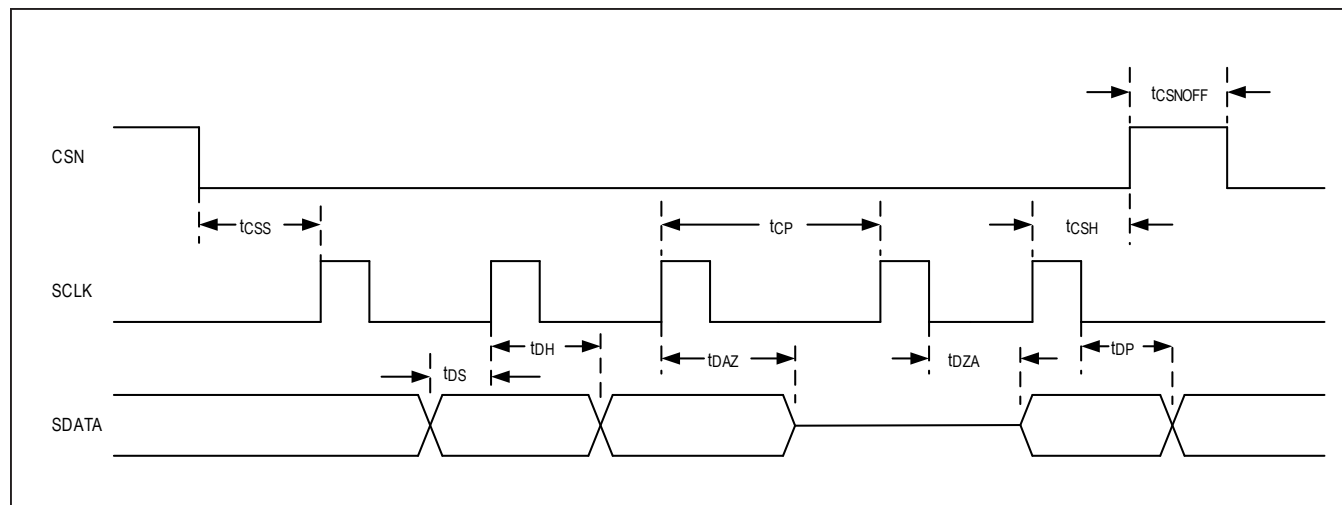 tCSNOFF
CSN
tCSS
tCP
tCSH
SCLK
tDH
tDAZ
tDZA
tDP
tDS
SDATA